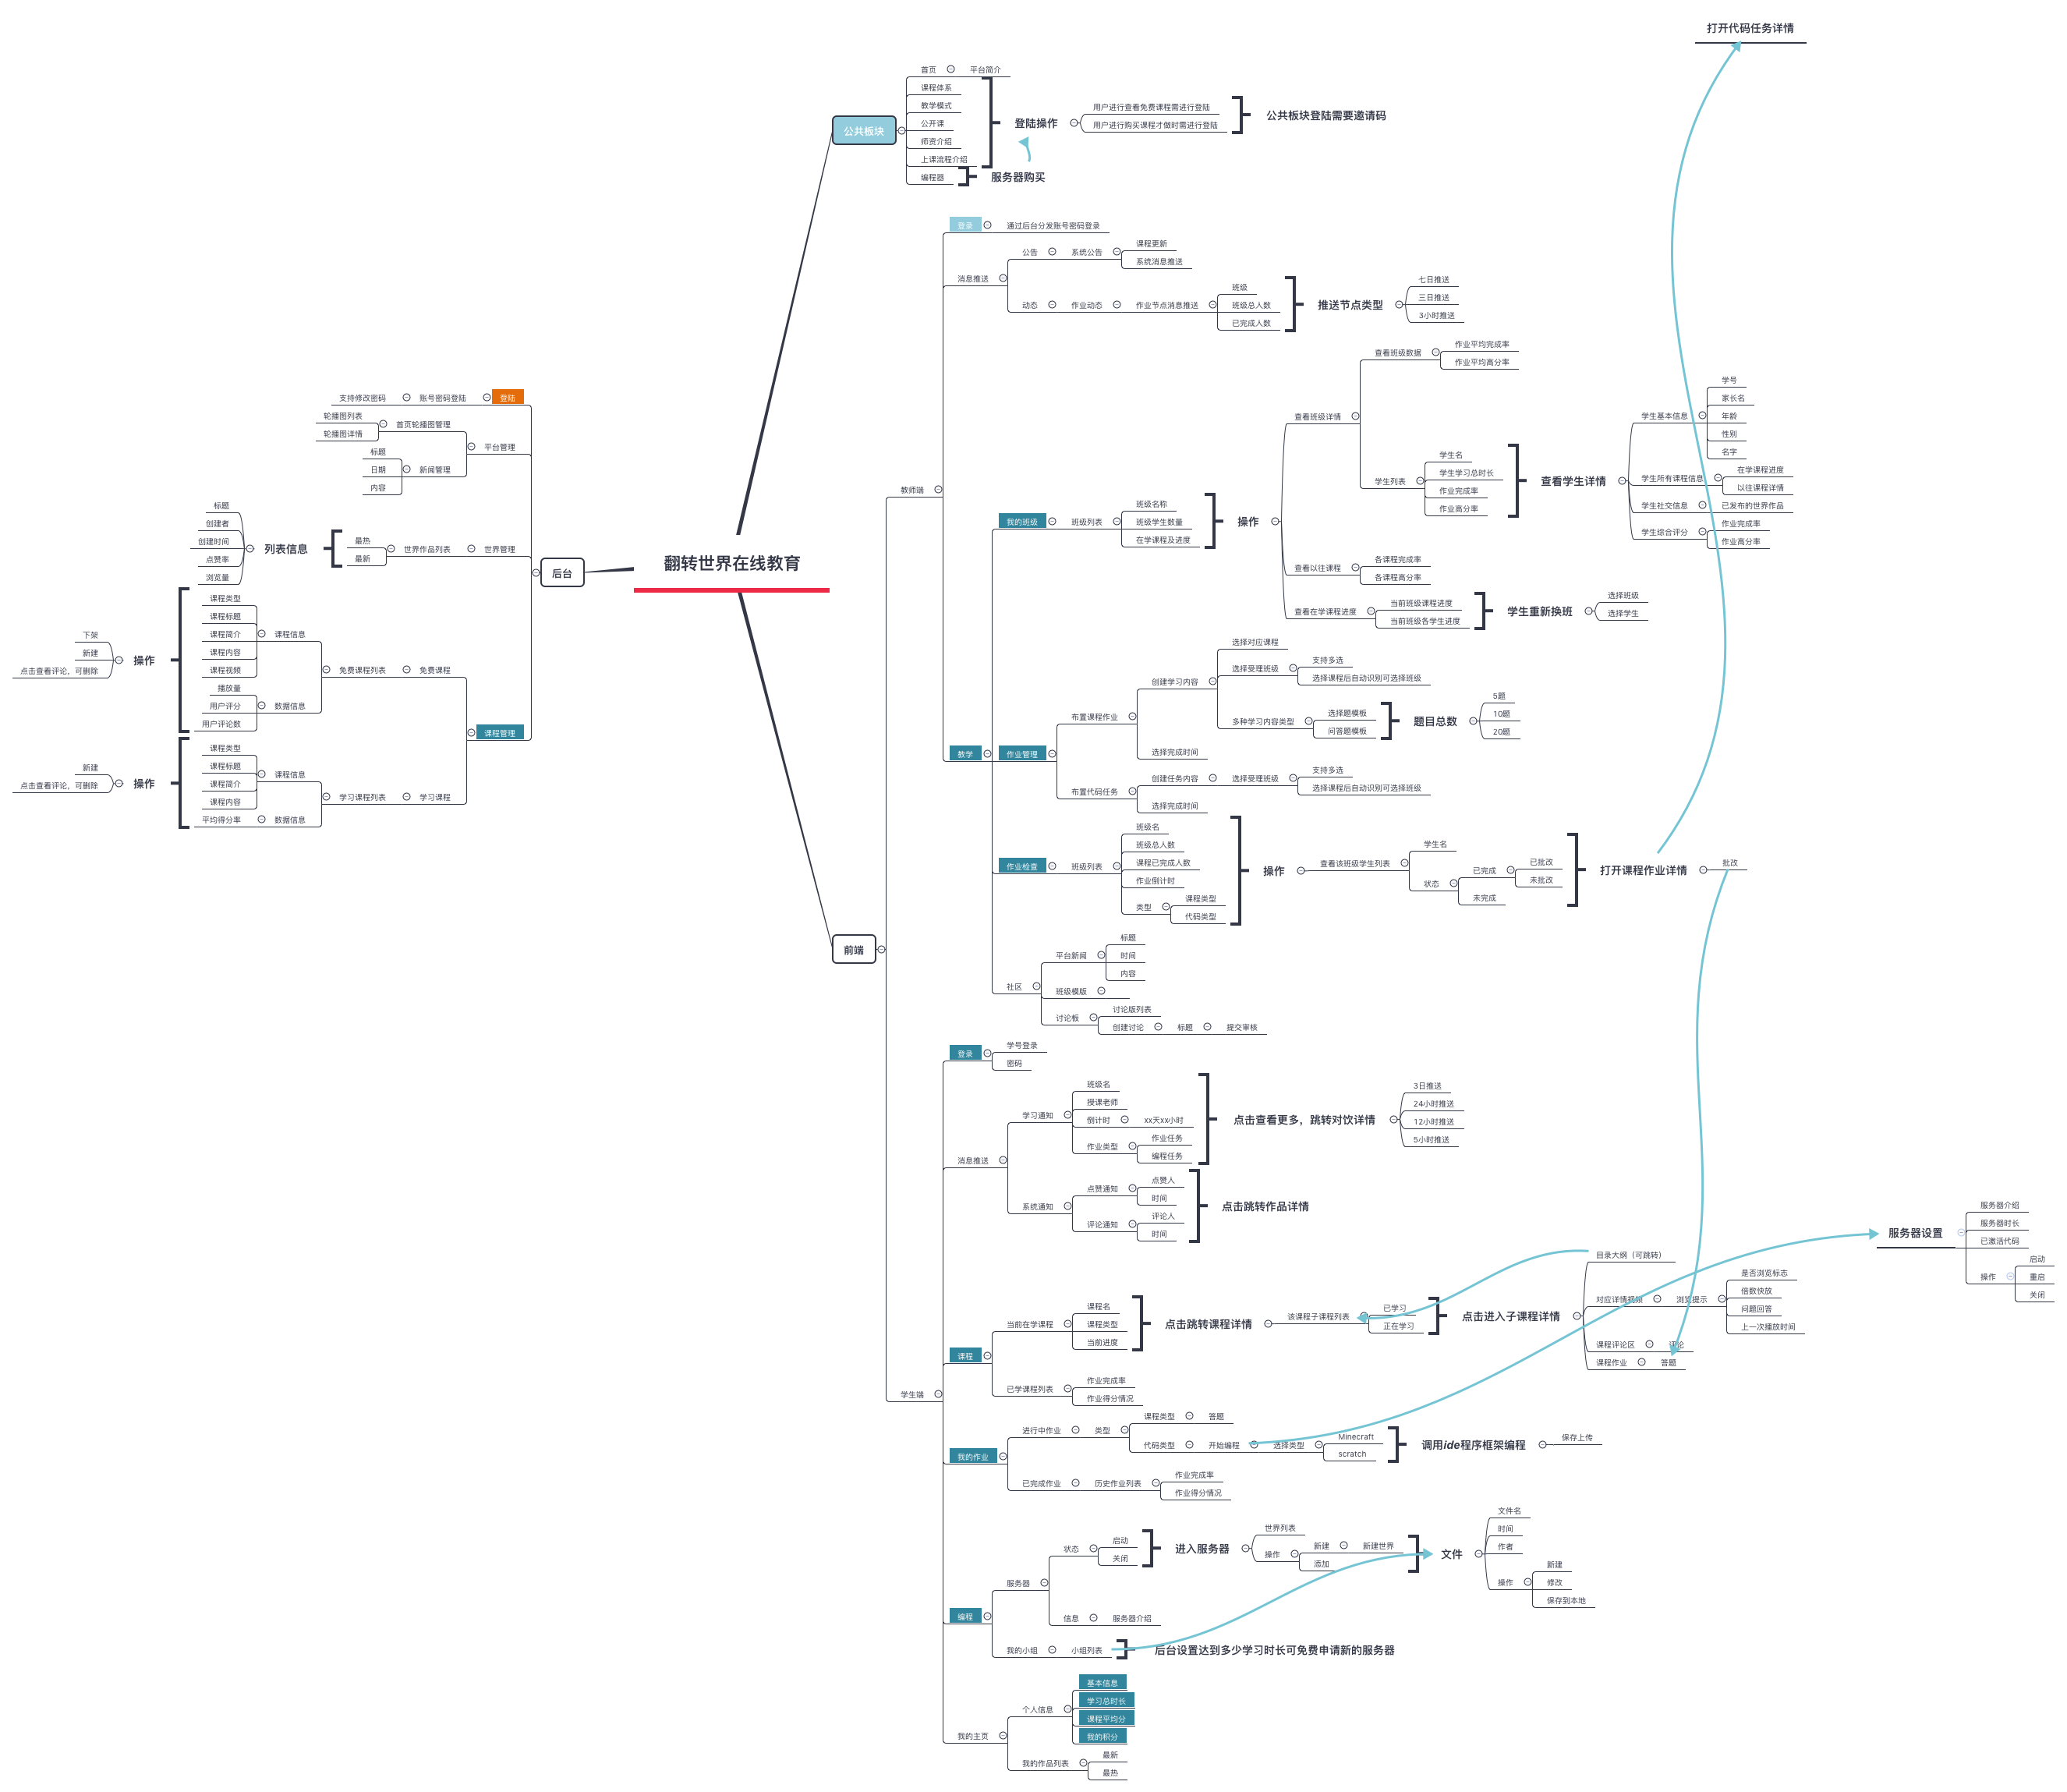 翻转世界在线教育
公共板块
首页
平台简介
课程体系
教学模式
公开课
师资介绍
上课流程介绍
编程器
登陆操作
用户进行查看免费课程需进行登陆
用户进行购买课程才做时需进行登陆
公共板块登陆需要邀请码
服务器购买
前端
教师端
登录
通过后台分发账号密码登录
消息推送
公告
系统公告
课程更新
系统消息推送
动态
作业动态
作业节点消息推送
班级
班级总人数
已完成人数
推送节点类型
七日推送
三日推送
3小时推送
教学
我的班级
班级列表
班级名称
班级学生数量
在学课程及进度
操作
查看班级详情
查看班级数据
作业平均完成率
作业平均高分率
学生列表
学生名
学生学习总时长
作业完成率
作业高分率
查看学生详情
学生基本信息
学号
家长名
年龄
性别
名字
学生所有课程信息
在学课程进度
以往课程详情
学生社交信息
已发布的世界作品
学生综合评分
作业完成率
作业高分率
查看以往课程
各课程完成率
各课程高分率
查看在学课程进度
当前班级课程进度
当前班级各学生进度
学生重新换班
选择班级
选择学生
作业管理
布置课程作业
创建学习内容
选择对应课程
选择受理班级
支持多选
选择课程后自动识别可选择班级
多种学习内容类型
选择题模板
问答题模板
题目总数
5题
10题
20题
选择完成时间
布置代码任务
创建任务内容
选择受理班级
支持多选
选择课程后自动识别可选择班级
选择完成时间
作业检查
班级列表
班级名
班级总人数
课程已完成人数
作业倒计时
类型
课程类型
代码类型
操作
查看该班级学生列表
学生名
状态
已完成
已批改
未批改
未完成
打开课程作业详情
批改
打开代码任务详情
社区
平台新闻
标题
时间
内容
班级模版
讨论板
讨论版列表
创建讨论
标题
提交审核
学生端
登录
学号登录
密码
消息推送
学习通知
班级名
授课老师
倒计时
xx天xx小时
作业类型
作业任务
编程任务
点击查看更多，跳转对饮详情
3日推送
24小时推送
12小时推送
5小时推送
系统通知
点赞通知
点赞人
时间
评论通知
评论人
时间
点击跳转作品详情
课程
当前在学课程
课程名
课程类型
当前进度
点击跳转课程详情
该课程子课程列表
已学习
正在学习
点击进入子课程详情
目录大纲（可跳转）
对应详情视频
浏览提示
是否浏览标志
倍数快放
问题回答
上一次播放时间
课程评论区
评论
课程作业
答题
已学课程列表
作业完成率
作业得分情况
我的作业
进行中作业
类型
课程类型
答题
代码类型
开始编程
选择类型
Minecraft
scratch
调用ide程序框架编程
保存上传
已完成作业
历史作业列表
作业完成率
作业得分情况
服务器设置
服务器介绍
服务器时长
已激活代码
操作
启动
重启
关闭
编程
服务器
状态
启动
关闭
进入服务器
世界列表
操作
新建
新建世界
添加
文件
文件名
时间
作者
操作
新建
修改
保存到本地
信息
服务器介绍
我的小组
小组列表
后台设置达到多少学习时长可免费申请新的服务器
我的主页
个人信息
基本信息
学习总时长
课程平均分
我的积分
我的作品列表
最新
最热
后台
登陆
账号密码登陆
支持修改密码
平台管理
首页轮播图管理
轮播图列表
轮播图详情
新闻管理
标题
日期
内容
世界管理
世界作品列表
最热
最新
列表信息
标题
创建者
创建时间
点赞率
浏览量
课程管理
免费课程
免费课程列表
课程信息
课程类型
课程标题
课程简介
课程内容
课程视频
数据信息
播放量
用户评分
用户评论数
操作
下架
新建
点击查看评论，可删除
学习课程
学习课程列表
课程信息
课程类型
课程标题
课程简介
课程内容
数据信息
平均得分率
操作
新建
点击查看评论，可删除